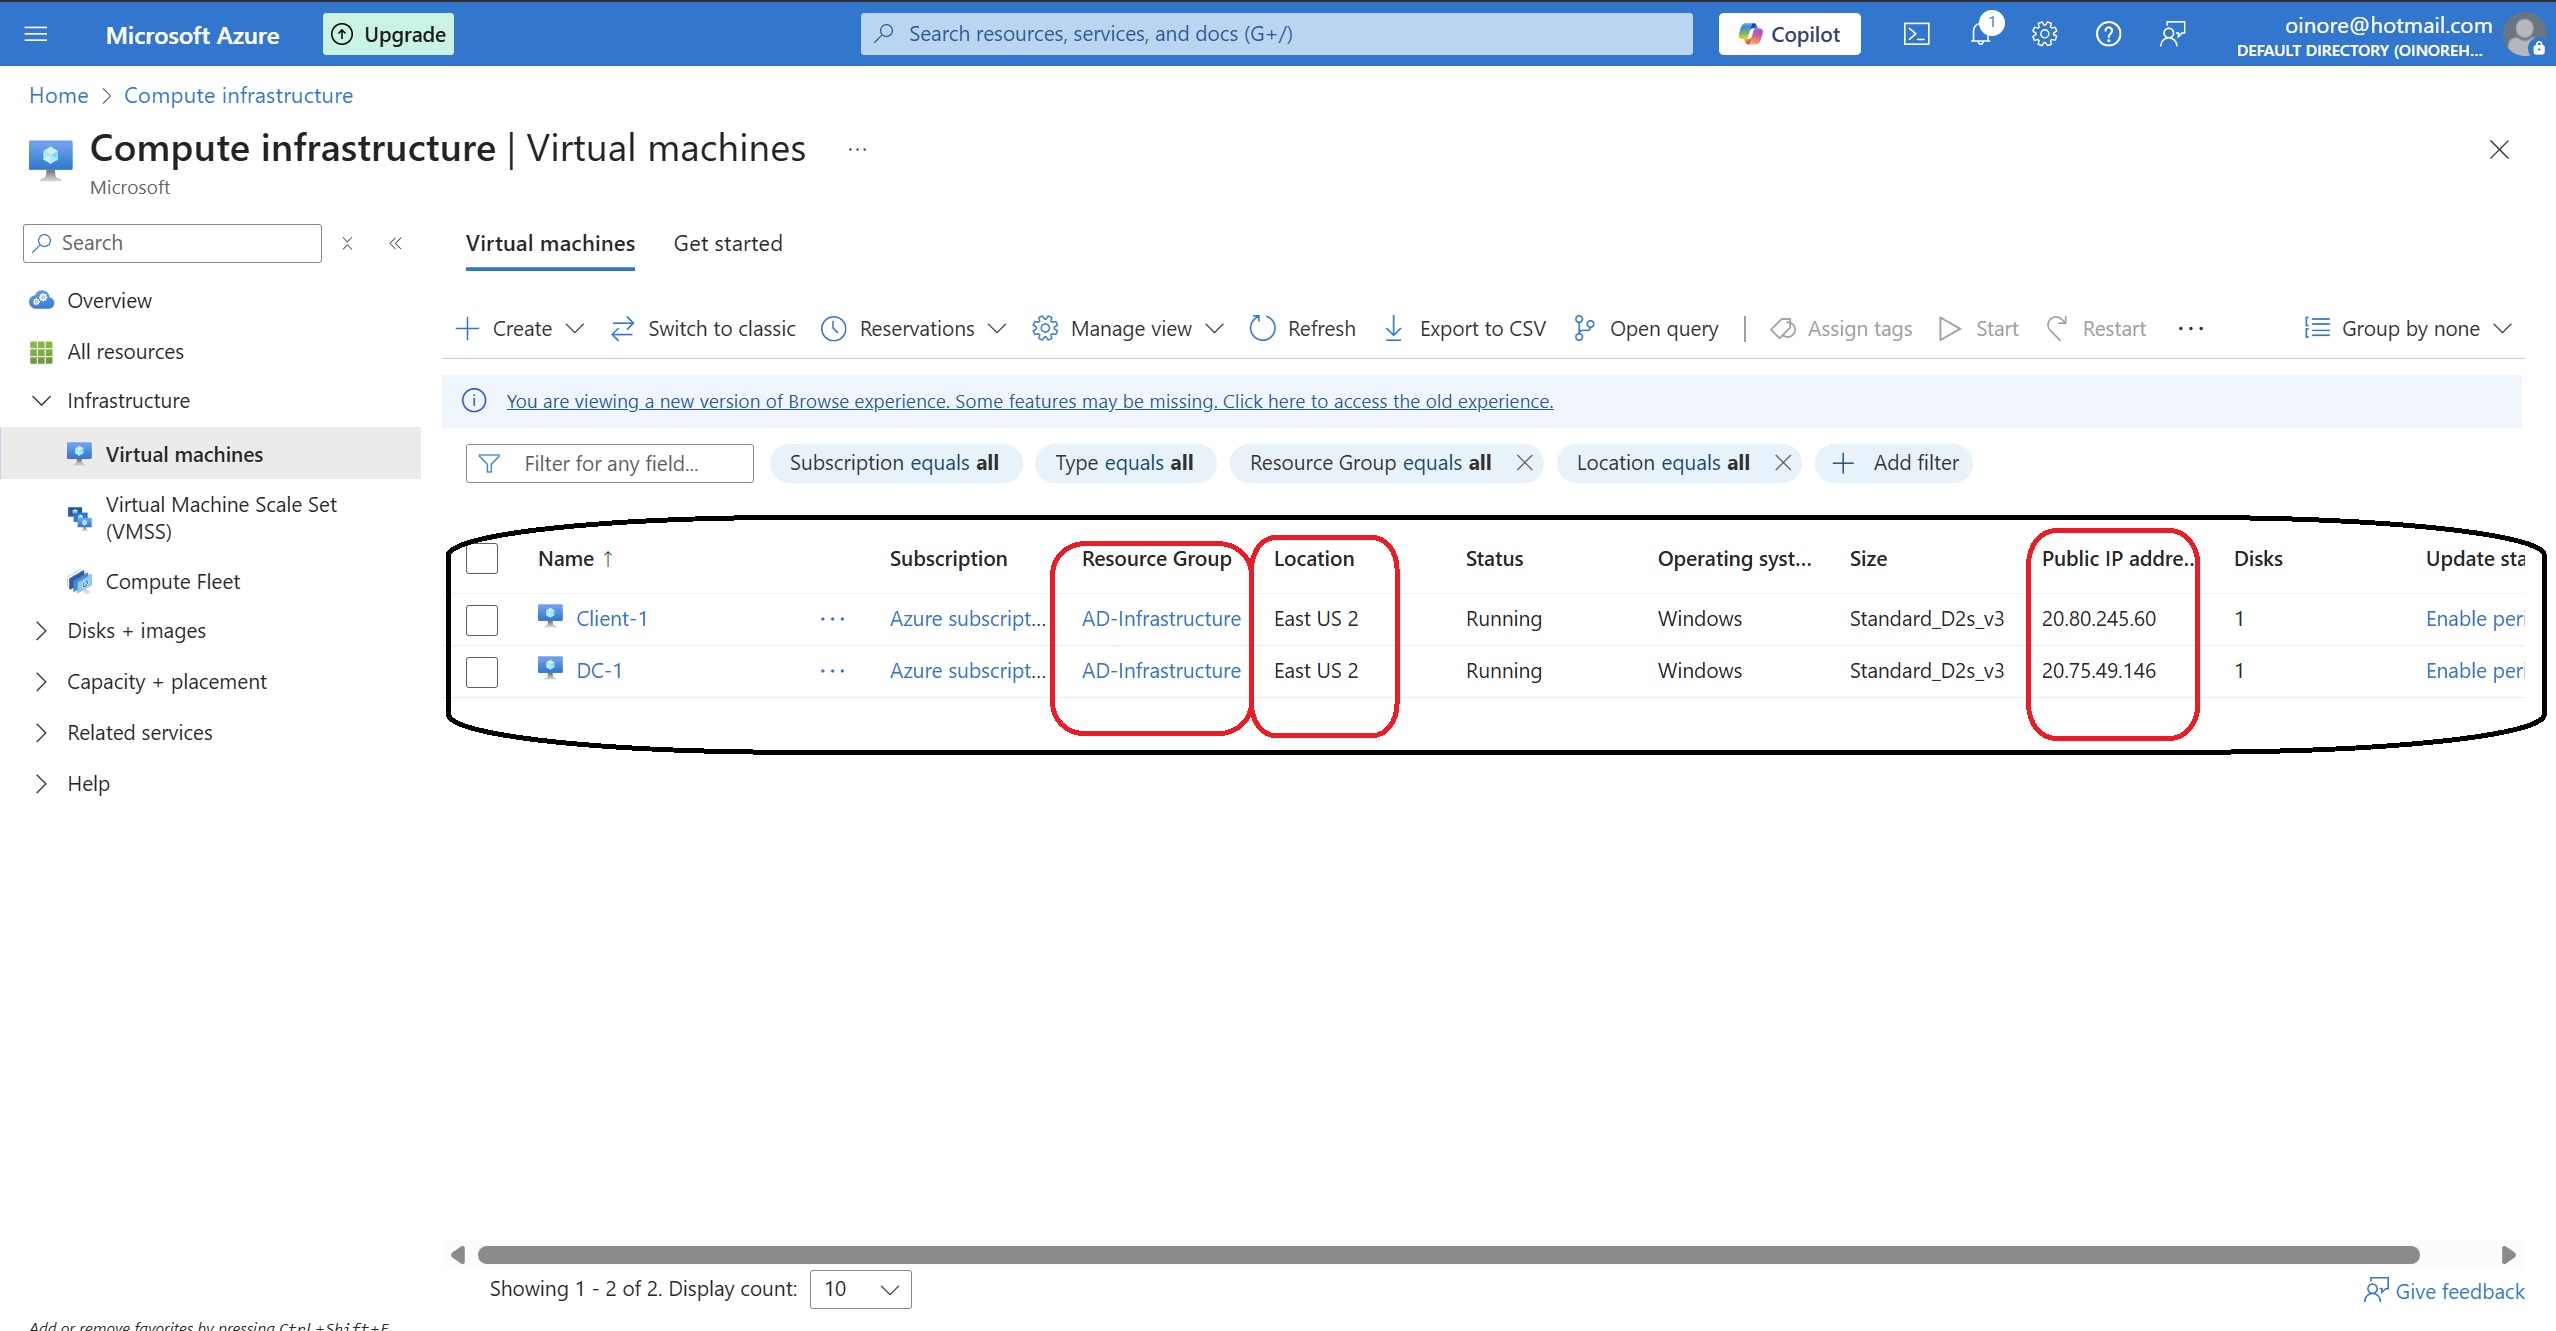 Microsoft Azure
Upgrade
Search resources, services, and docs (G+/)
Copilot
1
oinore@hotmail.com
DEFAULT DIRECTORY (OINOREH...
Home > Compute infrastructure
Compute infrastructure | Virtual machines ...
Microsoft
Search
Overview
All resources
Infrastructure
Virtual machines
Virtual Machine Scale Set
(VMSS)
Compute Fleet
Disks + images
Capacity + placement
Related services
Help
Virtual machines Get started
Create Switch to classic Reservations Manage view Refresh Export to CSV Open query | Assign tags Start Restart ... Group by none
You are viewing a new version of Browse experience. Some features may be missing. Click here to access the old experience.
Filter for any field... Subscription equals all Type equals all Resource Group equals all Location equals all Add filter
Name ↑ Subscription Resource Group Location Status Operating syst... Size Public IP addre... Disks Update sta
Client-1 ... Azure subscript... AD-Infrastructure East US 2 Running Windows Standard_D2s_v3 20.80.245.60 1 Enable peri
DC-1 ... Azure subscript... AD-Infrastructure East US 2 Running Windows Standard_D2s_v3 20.75.49.146 1 Enable peri
Showing 1 - 2 of 2. Display count: 10
Give feedback
Add or remove favorites by pressing Ctrl+Shift+F